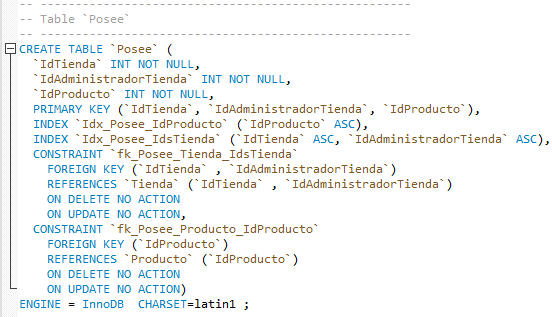 -- -----------------------------------------------------
-- Table `Posee`
-- -----------------------------------------------------
CREATE TABLE `Posee` (
  `IdTienda` INT NOT NULL,
  `IdAdministradorTienda` INT NOT NULL,
  `IdProducto` INT NOT NULL,
  PRIMARY KEY (`IdTienda`, `IdAdministradorTienda`, `IdProducto`),
  INDEX `Idx_Posee_IdProducto` (`IdProducto` ASC),
  INDEX `Idx_Posee_IdsTienda` (`IdTienda` ASC, `IdAdministradorTienda` ASC),
  CONSTRAINT `fk_Posee_Tienda_IdsTienda`
    FOREIGN KEY (`IdTienda` , `IdAdministradorTienda`)
    REFERENCES `Tienda` (`IdTienda` , `IdAdministradorTienda`)
    ON DELETE NO ACTION
    ON UPDATE NO ACTION,
  CONSTRAINT `fk_Posee_Producto_IdProducto`
    FOREIGN KEY (`IdProducto`)
    REFERENCES `Producto` (`IdProducto`)
    ON DELETE NO ACTION
    ON UPDATE NO ACTION)
ENGINE = InnoDB  CHARSET=latin1 ;